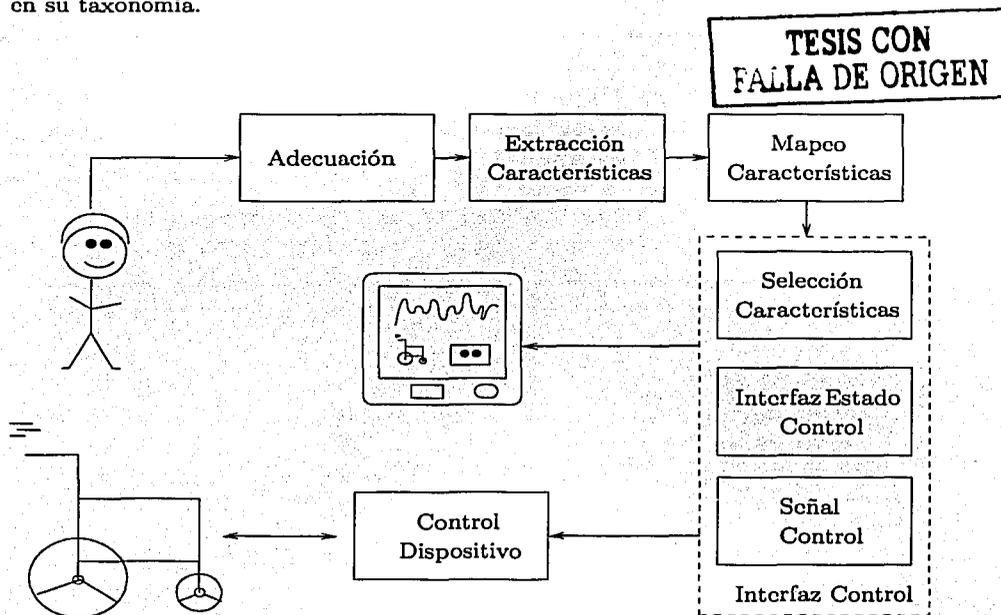 en su taxonomía.
TESIS CON
FALLA DE ORIGEN
Adecuación
Extracción
Características
Mapeo
Características
Selección
Características
Interfaz Estado
Control
Señal
Control
Interfaz Control
Control
Dispositivo